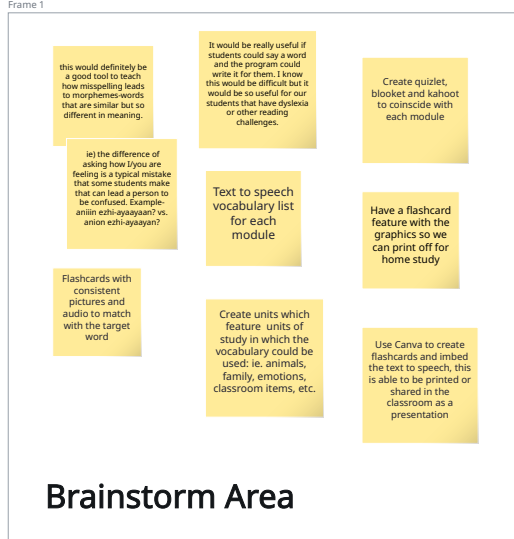 Frame 1
this would definitely be
a good tool to teach
how misspelling leads
to morphemes-words
that are similar but so
different in meaning.
ie) the difference of
asking how I/you are
feeling is a typical mistake
that some students make
that can lead a person to
be confused. Example-
aniiin ezhi-ayaayaan? vs.
anion ezhi-ayaayan?
Flashcards with
consistent
pictures and
audio to match
with the target
word
It would be really useful if
students could say a word
and the program could
write it for them. I know
this would be difficult but it
would be so useful for our
students that have dyslexia
or other reading
challenges.
Text to speech
vocabulary list
for each
module
Create units which
feature units of
study in which the
vocabulary could be
used: ie. animals,
family, emotions,
classroom items, etc.
Create quizlet,
blooket and kahoot
to coinscide with
each module
Have a flashcard
feature with the
graphics so we
can print off for
home study
Use Canva to create
flashcards and imbed
the text to speech, this
is able to be printed or
shared in the
classroom as a
presentation
Brainstorm Area